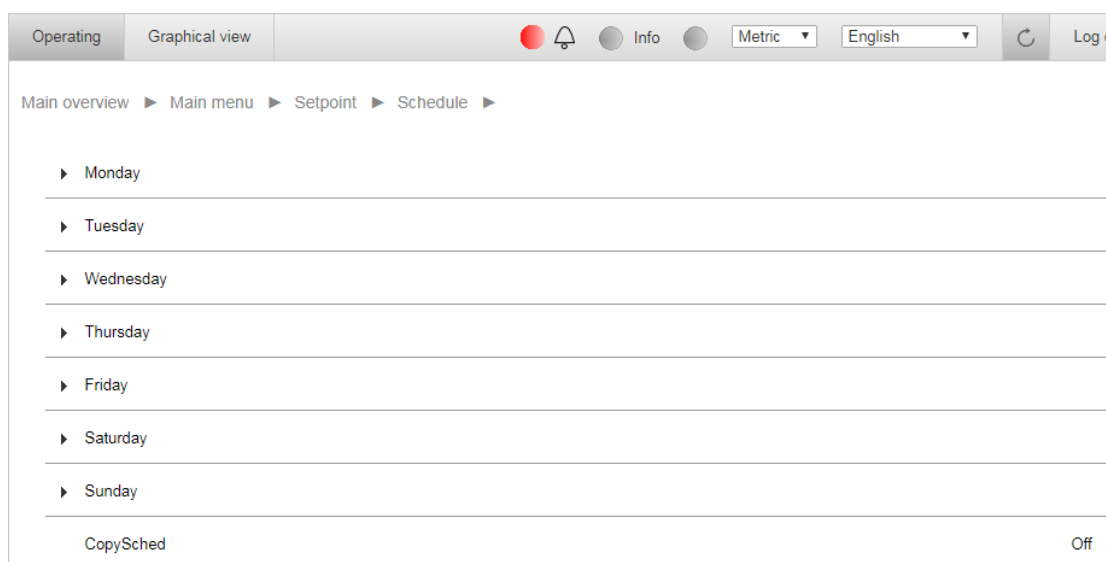 Operating Graphical view Info Metric English Log
Main overview Main menu Setpoint Schedule
Monday
Tuesday
Wednesday
Thursday
Friday
Saturday
Sunday
CopySched Off